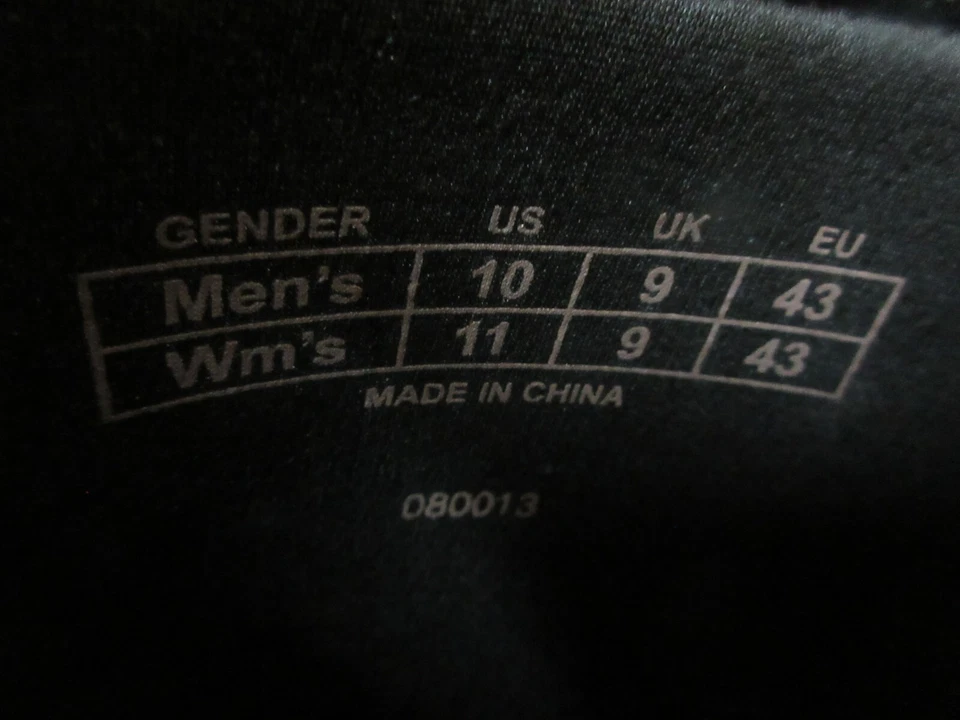 GENDER US UK EU
Men's 10 9 43
Wm's 11 9 43
MADE IN CHINA
080013